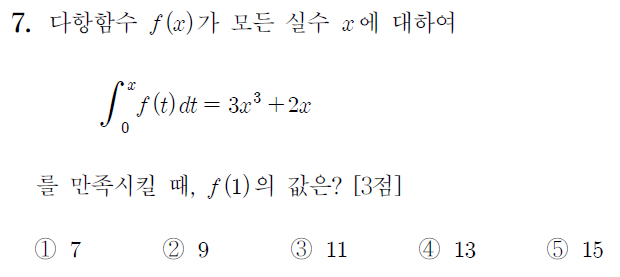 7. 다항함수 f(x)가 모든 실수 x에 대하여
∫₀ˣ f(t)dt = 3x³ + 2x
를 만족시킬 때, f(1)의 값은? [3점]
① 7 ② 9 ③ 11 ④ 13 ⑤ 15